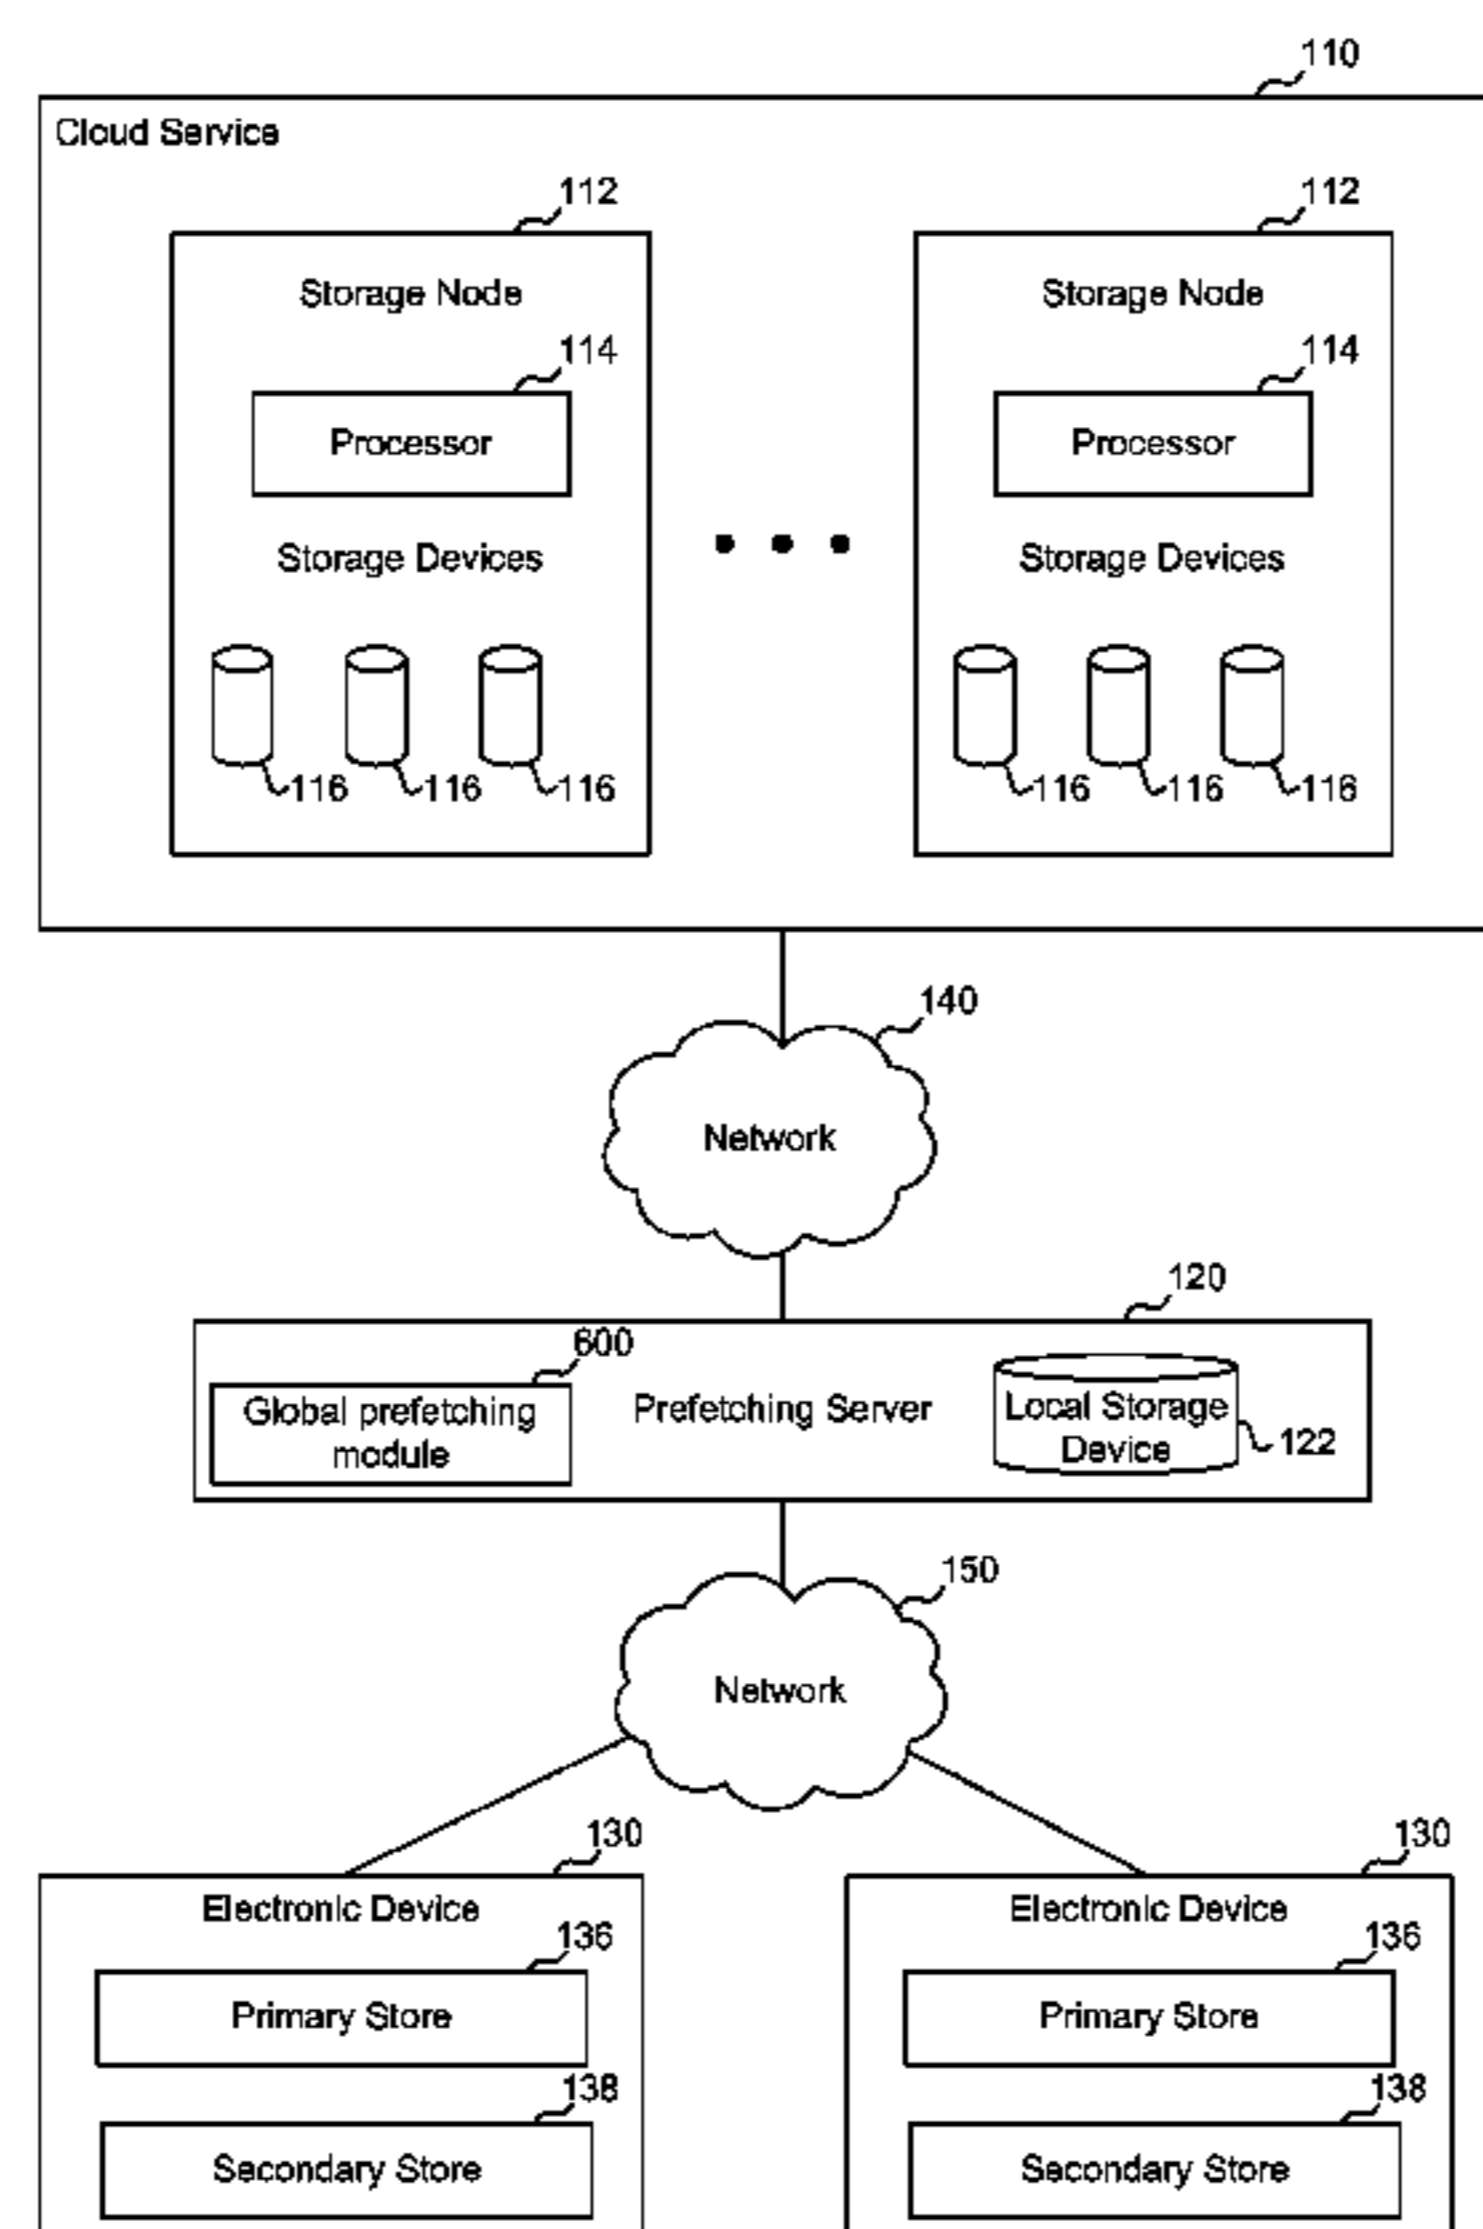 110
Cloud Service
112 112
Storage Node Storage Node
114 114
Processor Processor
Storage Devices Storage Devices
116 116 116 116 116 116
140
Network
120
600
Global prefetching
module
Prefetching Server
Local Storage
Device
122
150
Network
130 130
Electronic Device Electronic Device
136 136
Primary Store Primary Store
138 138
Secondary Store Secondary Store